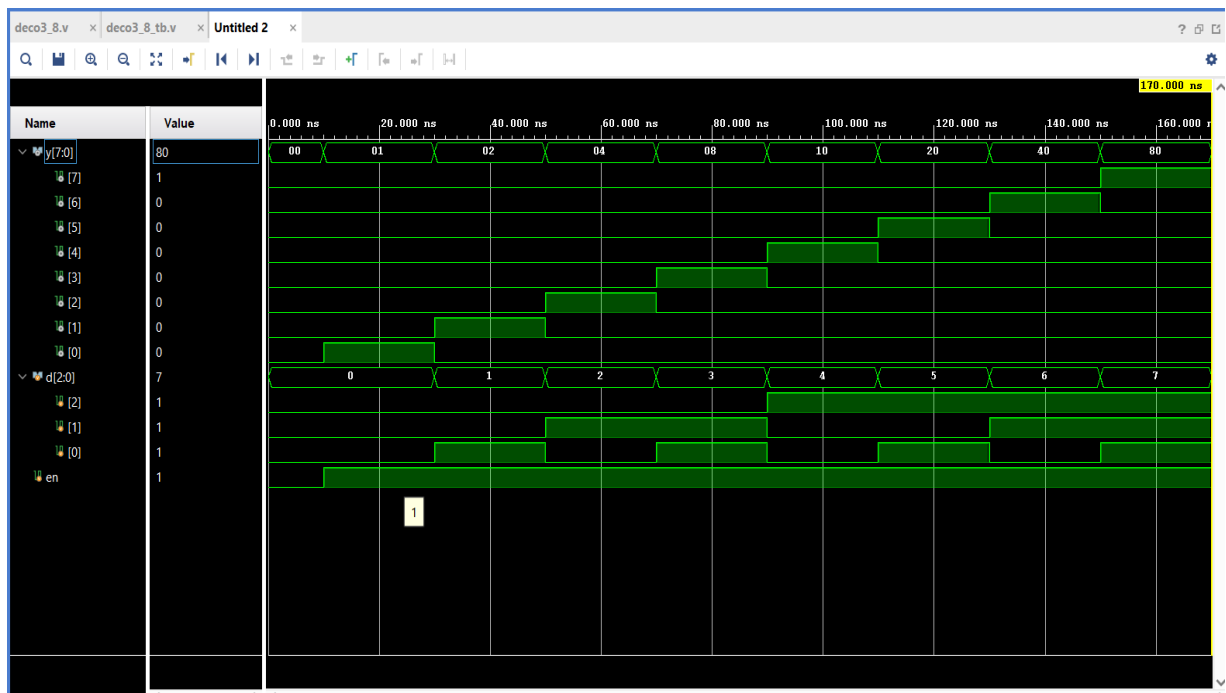 deco3_8.v × deco3_8_tb.v × Untitled 2 × ?
170.000 ns
Name Value 0.000 ns 20.000 ns 40.000 ns 60.000 ns 80.000 ns 100.000 ns 120.000 ns 140.000 ns 160.000 n
y[7:0] 80 00 01 02 04 08 10 20 40 80
[7] 1
[6] 0
[5] 0
[4] 0
[3] 0
[2] 0
[1] 0
[0] 0
d[2:0] 7 0 1 2 3 4 5 6 7
[2] 1
[1] 1
[0] 1
en 1
1